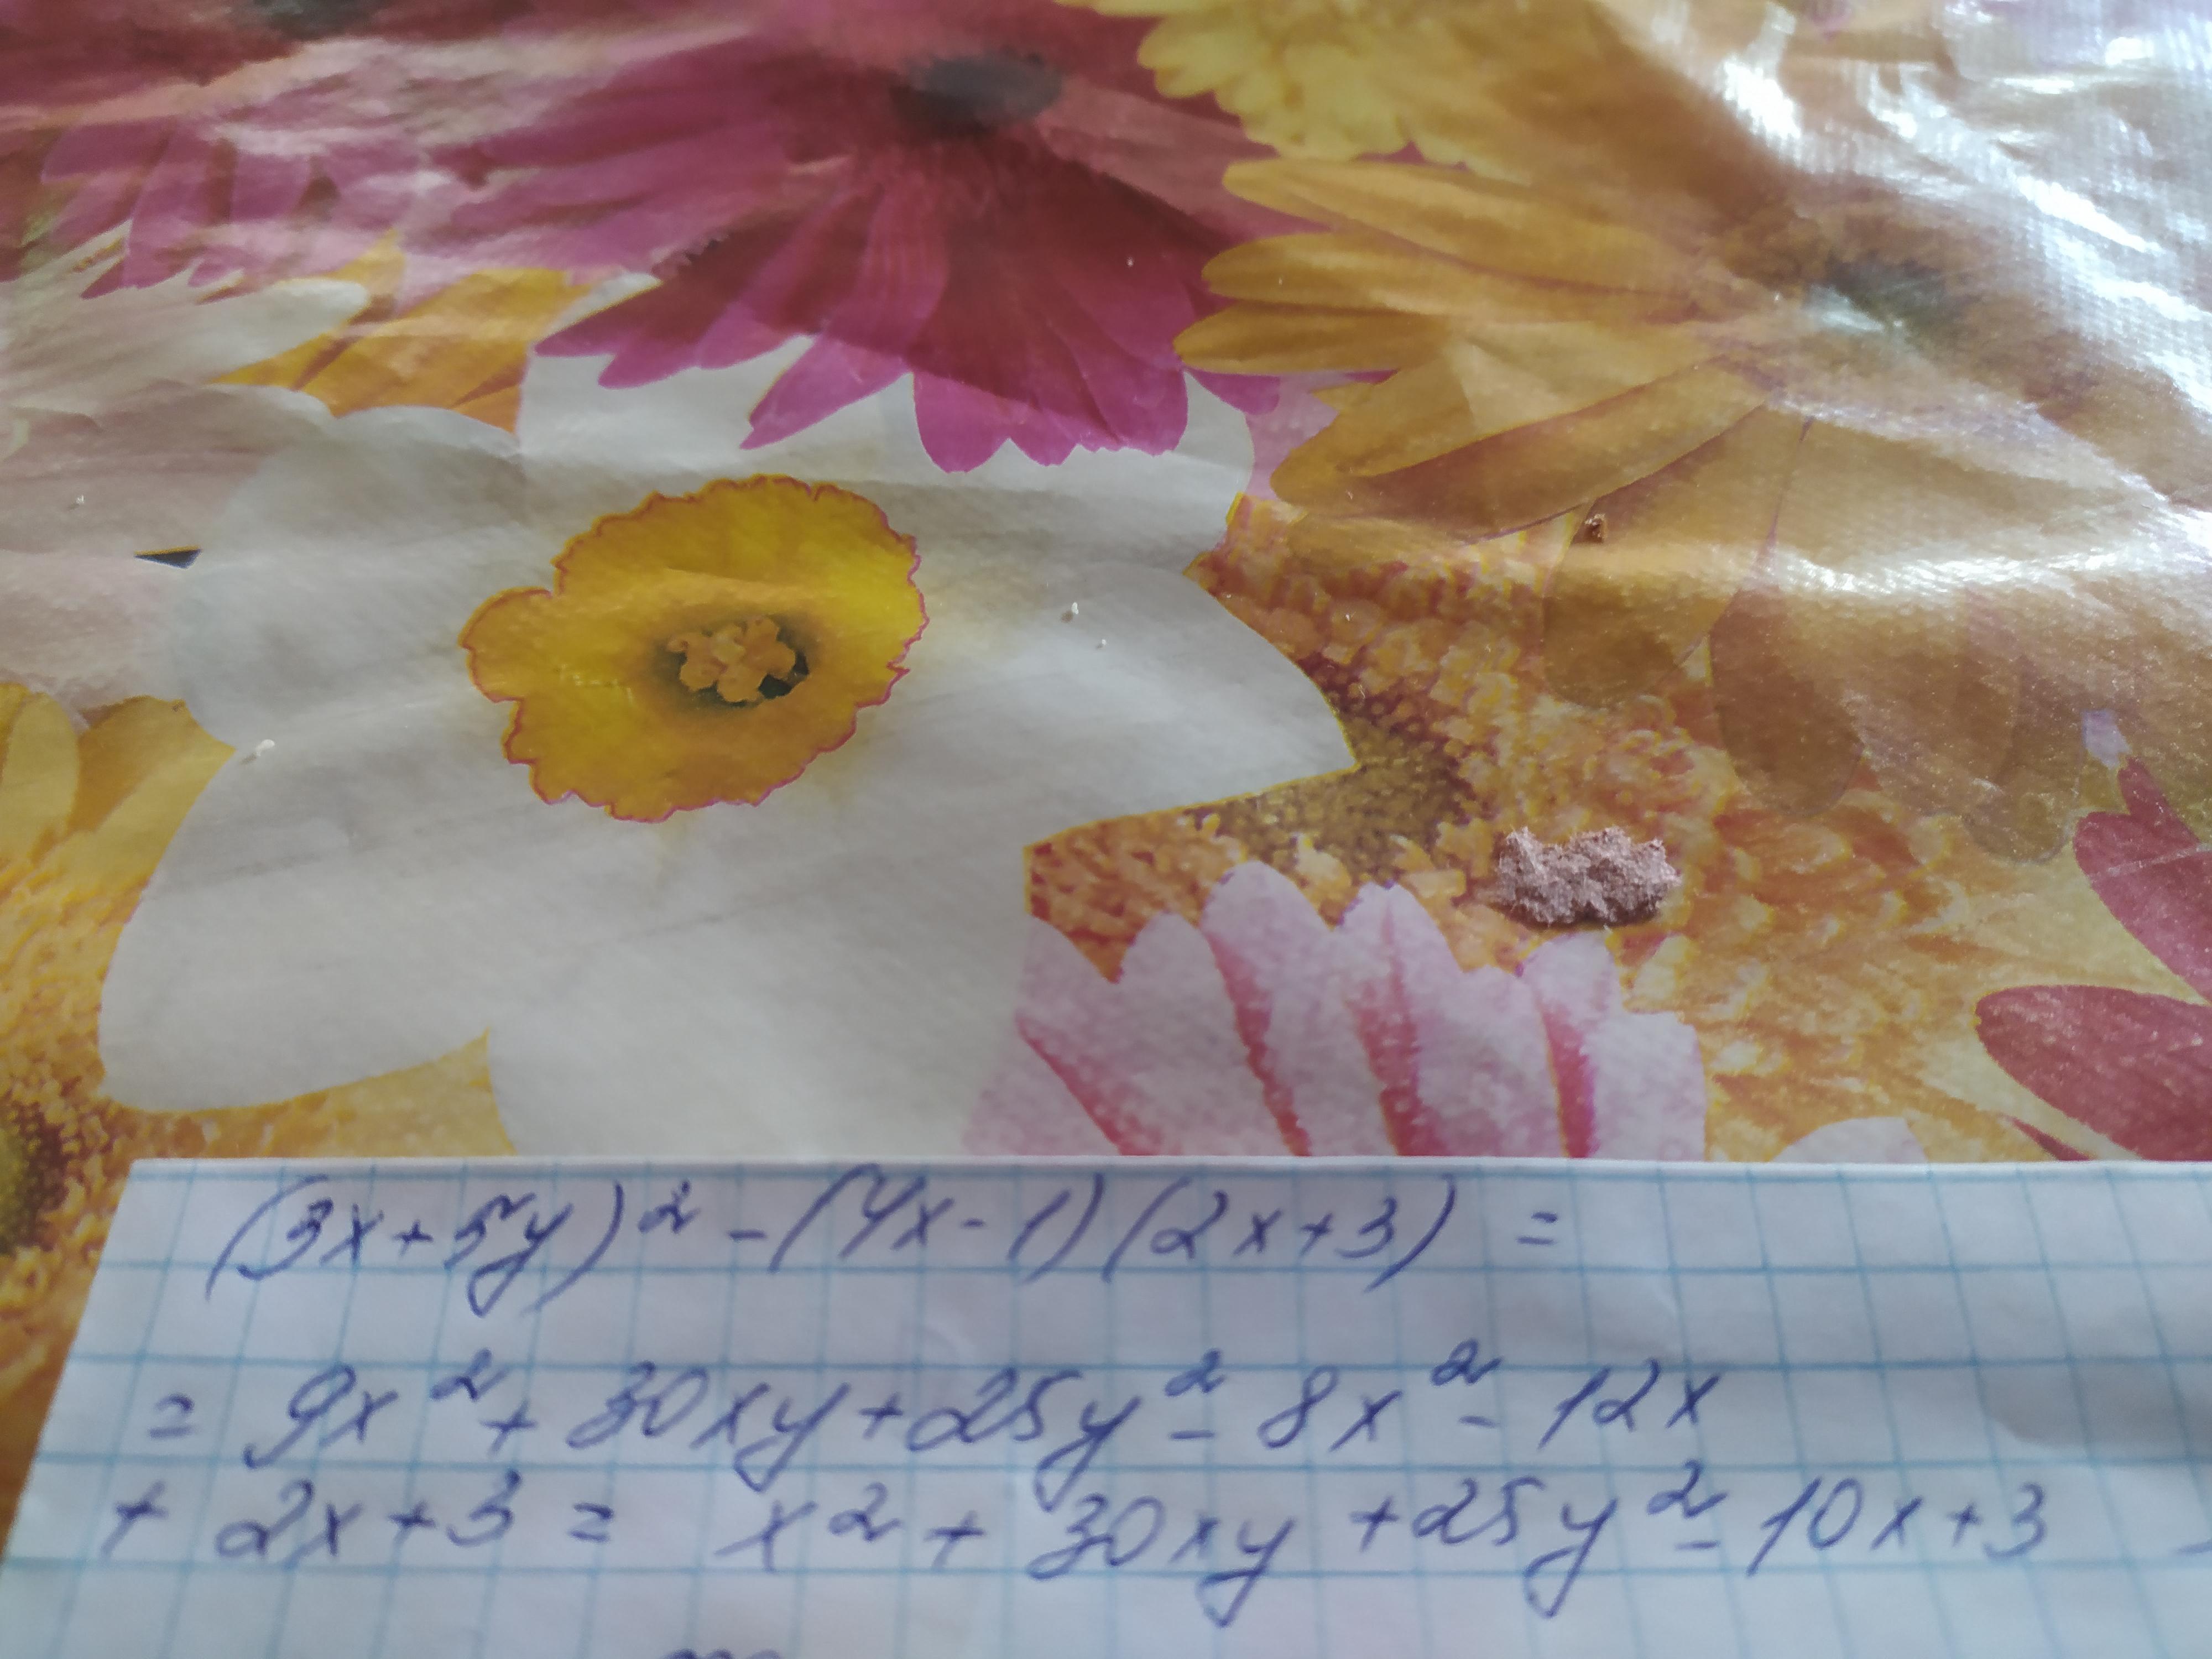 (3x+5y)² - (4x-1)(2x+3) =
= 9x² + 30xy + 25y² - 8x² - 12x
+ 2x + 3 = x² + 30xy + 25y² - 10x + 3